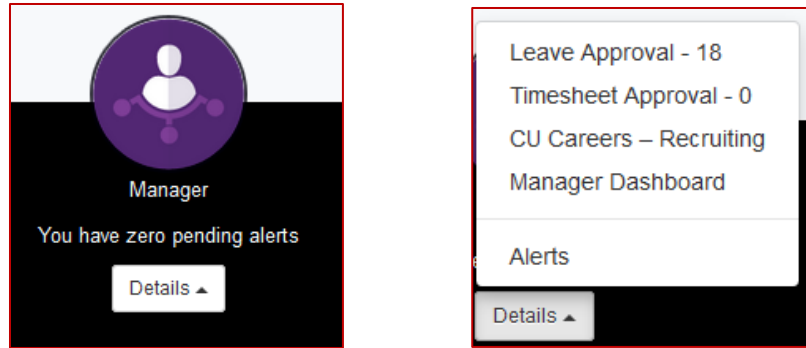 Manager
You have zero pending alerts
Details
Leave Approval - 18
Timesheet Approval - 0
CU Careers – Recruiting
Manager Dashboard
Alerts
Details